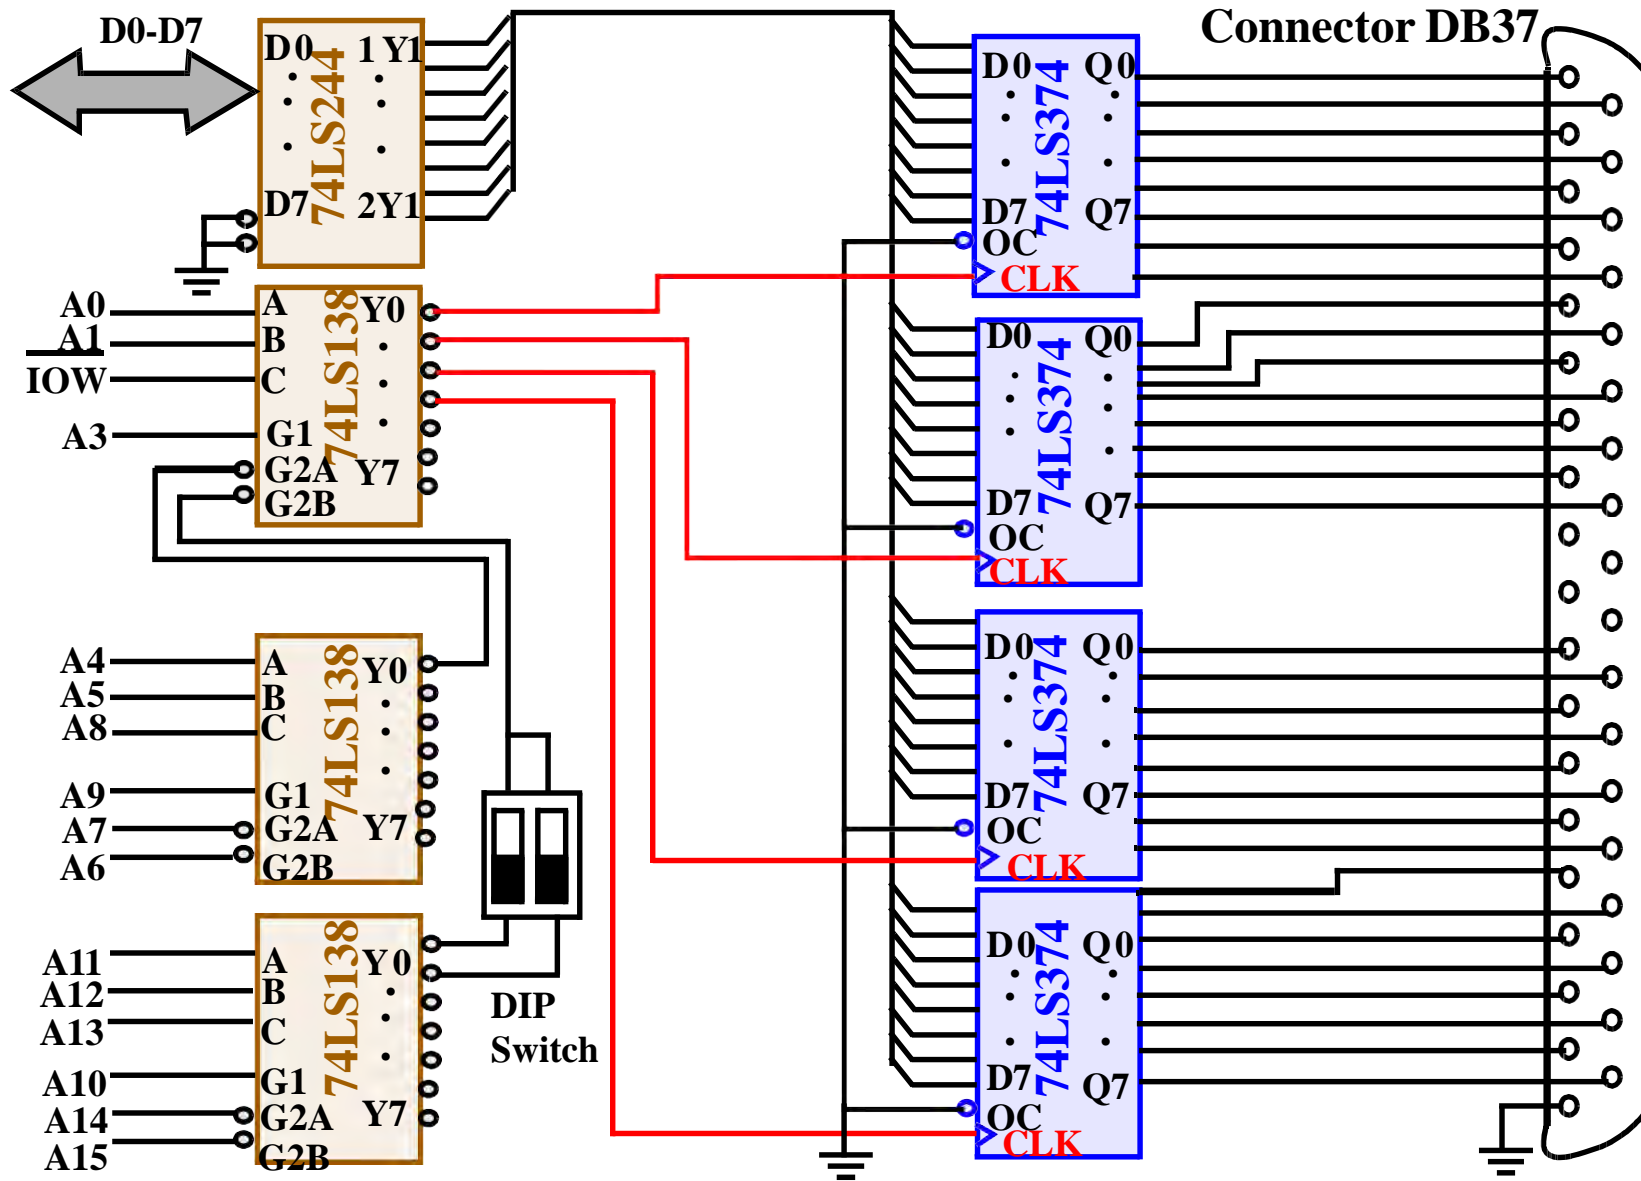 Connector DB37
D0-D7
D0
1 Y1
74LS244
D7
2Y1
A0
A1
IOW
A3
A
B
C
G1
G2A
G2B
74LS138
Y0
Y7
A4
A5
A8
A9
A7
A6
A
B
C
G1
G2A
G2B
74LS138
Y0
Y7
A11
A12
A13
A10
A14
A15
A
B
C
G1
G2A
G2B
74LS138
Y0
Y7
DIP
Switch
D0
Q0
74LS374
D7
Q7
OC
CLK
D0
Q0
74LS374
D7
Q7
OC
CLK
D0
Q0
74LS374
D7
Q7
OC
CLK
D0
Q0
74LS374
D7
Q7
OC
CLK